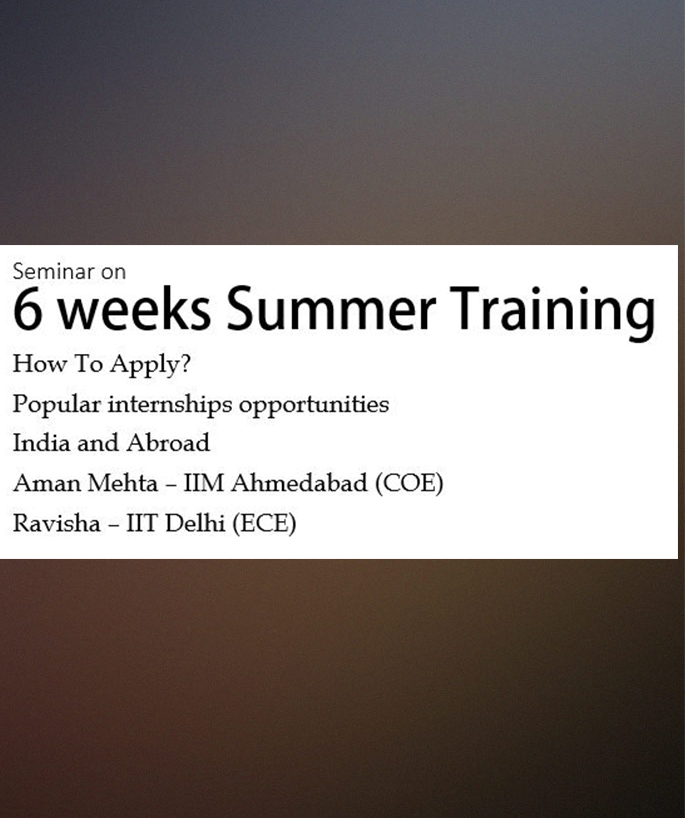 Seminar on
6 weeks Summer Training
How To Apply?
Popular internships opportunities
India and Abroad
Aman Mehta – IIM Ahmedabad (COE)
Ravisha – IIT Delhi (ECE)